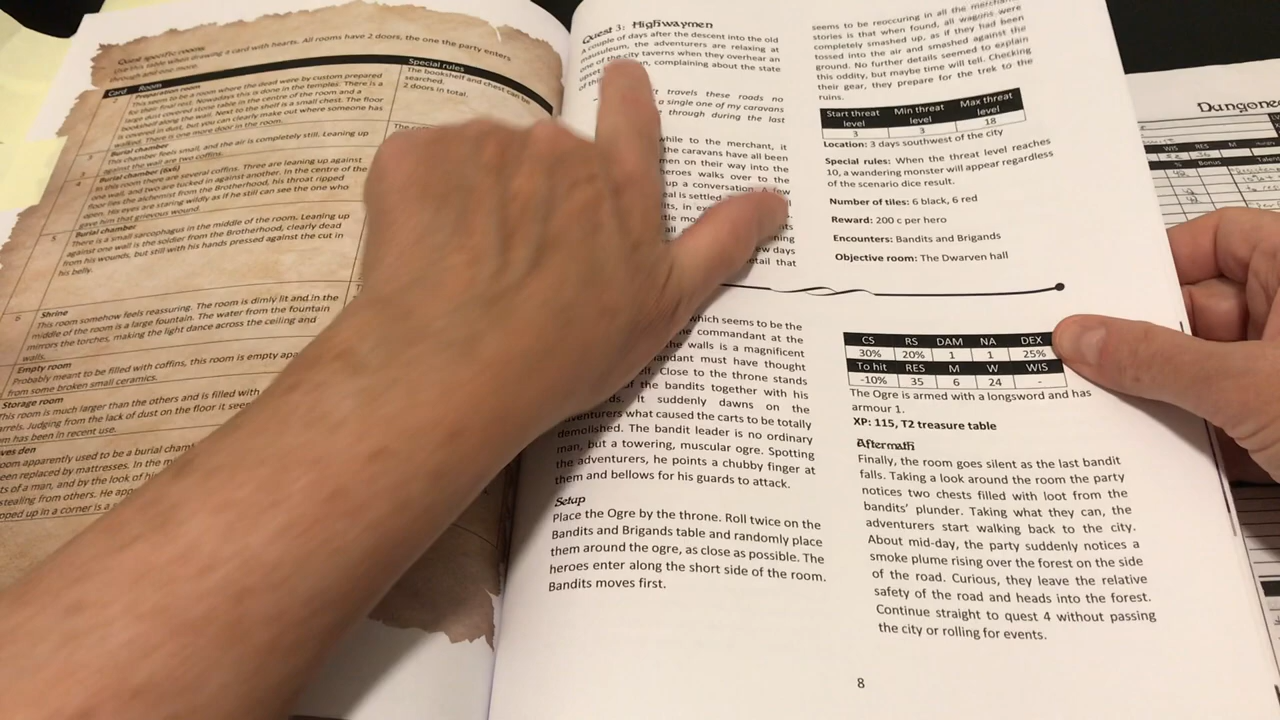 Quest specific rooms
Use this table when drawing a card with hearts. All rooms have 2 doors, the one the party enters
through and one more.
Card Room Special rules
Preparation room
This seem to be a room where the dead were by custom prepared
for their final rest. Nowadays this is done in the temples. There is a
large dust covered stone table in the centre of the room and a
bookshelf along the wall. Next to the shelf is a small chest. The floor
is covered in dust, but you can clearly make out where someone has
walked. There is one more door in the room.
The bookshelf and chest can be
searched.
2 doors in total.
3 Burial chamber
This chamber feels small, and the air is completely still. Leaning up
against the wall are two coffins.
The
4 Burial chamber (6x6)
In this room there are several coffins. Three are leaning up against
one wall, and two are tucked in against another. In the centre of the
floor lies the alchemist from the Brotherhood, his throat ripped
open. His eyes are staring wildly as if he still can see the one who
gave him that grievous wound.
5 Burial chamber
There is a small sarcophagus in the middle of the room. Leaning up
against one wall is the soldier from the Brotherhood, clearly dead
from his wounds, but still with his hands pressed against the cut in
his belly.
6 Shrine
This room somehow feels reassuring. The room is dimly lit and in the
middle of the room is a large fountain. The water from the fountain
mirrors the torches, making the light dance across the ceiling and
walls.
Empty room
Probably meant to be filled with coffins, this room is empty
from some broken small ceramics.
Storage room
This room is much larger than the others and is filled with
Judging from the lack of dust on the floor it
has been in recent use.
den
apparently used to be a burial
been replaced by mattresses. In the
of a man, and by the look of
stealing from others. He
up in a corner is a
Quest 3: Highwaymen
A couple of days after the descent into the old
mausoleum, the adventurers are relaxing at
one of the city taverns when they overhear an
upset complaining about the state
of
travels these roads no
a single one of my caravans
through during the last
while to the merchant, it
the caravans have all been
men on their way into the
heroes walks over to the
up a conversation. A few
is settled
in
all
days
that
seems to be reoccuring in all the
stories is that when found, all wagons were
completely smashed up, as if they had been
tossed into the air and smashed against the
ground. No further details seemed to explain
this oddity, but maybe time will tell. Checking
their gear, they prepare for the trek to the
ruins.
Start threat level Min threat level Max threat level
3 3 18
Location: 3 days southwest of the city
Special rules: When the threat level reaches
10, a wandering monster will appear regardless
of the scenario dice result.
Number of tiles: 6 black, 6 red
Reward: 200 c per hero
Encounters: Bandits and Brigands
Objective room: The Dwarven hall
which seems to be the
commandant at the
walls is a magnificent
must have thought
Close to the throne stands
of the bandits together with his
It suddenly dawns on the
adventurers what caused the carts to be totally
demolished. The bandit leader is no ordinary
man, but a towering, muscular ogre. Spotting
the adventurers, he points a chubby finger at
them and bellows for his guards to attack.
Setup
Place the Ogre by the throne. Roll twice on the
Bandits and Brigands table and randomly place
them around the ogre, as close as possible. The
heroes enter along the short side of the room.
Bandits moves first.
CS RS DAM NA DEX
30% 20% 1 1 25%
To hit RES M W WIS
-10% 35 6 24 -
The Ogre is armed with a longsword and has
armour 1.
XP: 115, T2 treasure table
Aftermath
Finally, the room goes silent as the last bandit
falls. Taking a look around the room the party
notices two chests filled with loot from the
bandits' plunder. Taking what they can, the
adventurers start walking back to the city.
About mid-day, the party suddenly notices a
smoke plume rising over the forest on the side
of the road. Curious, they leave the relative
safety of the road and heads into the forest.
Continue straight to quest 4 without passing
the city or rolling for events.
8
WIS RES M
Bonus